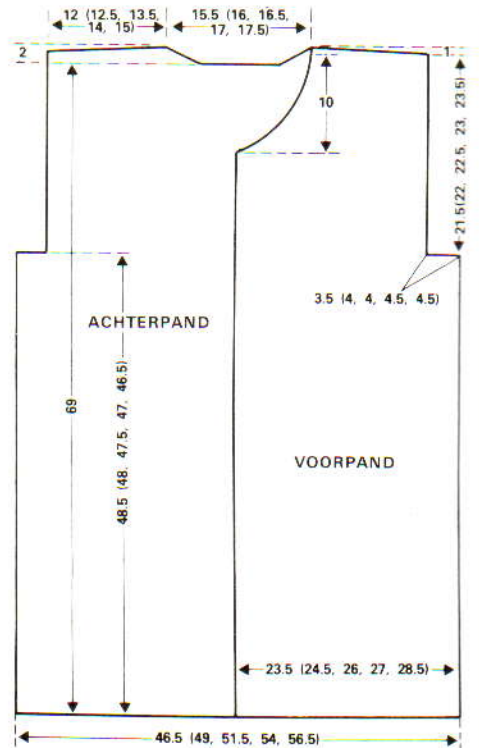 12 (12.5, 13.5,
14, 15)
15.5 (16, 16.5,
17, 17.5)
2
1
10
21.5(22, 22.5, 23, 23.5)
3.5 (4, 4, 4.5, 4.5)
ACHTERPAND
69
48.5 (48, 47.5, 47, 46.5)
VOORPAND
23.5 (24.5, 26, 27, 28.5)
46.5 (49, 51.5, 54, 56.5)